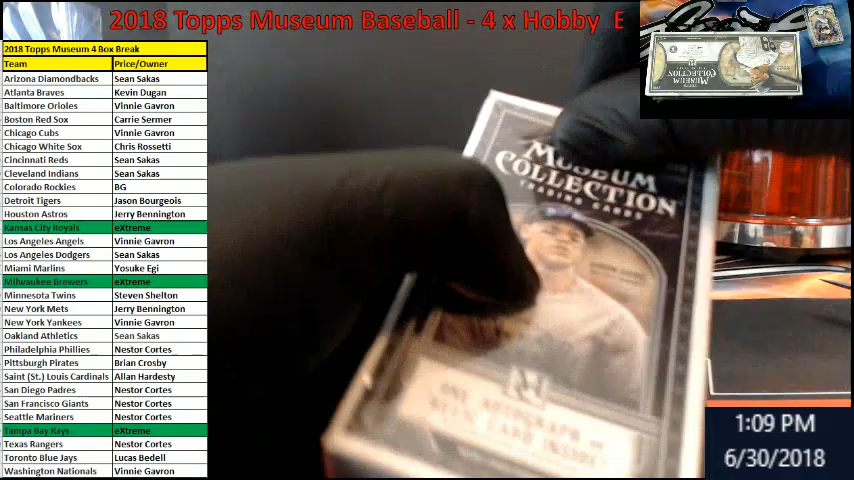 2018 Topps Museum Baseball - 4 x Hobby E
2018 Topps Museum 4 Box Break
Team Price/Owner
Arizona Diamondbacks Sean Sakas
Atlanta Braves Kevin Dugan
Baltimore Orioles Vinnie Gavron
Boston Red Sox Carrie Sermer
Chicago Cubs Vinnie Gavron
Chicago White Sox Chris Rossetti
Cincinnati Reds Sean Sakas
Cleveland Indians Sean Sakas
Colorado Rockies BG
Detroit Tigers Jason Bourgeois
Houston Astros Jerry Bennington
Kansas City Royals eXtreme
Los Angeles Angels Vinnie Gavron
Los Angeles Dodgers Sean Sakas
Miami Marlins Yosuke Egi
Milwaukee Brewers eXtreme
Minnesota Twins Steven Shelton
New York Mets Jerry Bennington
New York Yankees Vinnie Gavron
Oakland Athletics Sean Sakas
Philadelphia Phillies Nestor Cortes
Pittsburgh Pirates Brian Crosby
Saint (St.) Louis Cardinals Allan Hardesty
San Diego Padres Nestor Cortes
San Francisco Giants Nestor Cortes
Seattle Mariners Nestor Cortes
Tampa Bay Rays eXtreme
Texas Rangers Nestor Cortes
Toronto Blue Jays Lucas Bedell
Washington Nationals Vinnie Gavron
MUSEUM
COLLECTION
TRADING CARDS
ONE AUTOGRAPH
CARD INSIDE
MUSEUM
COLLECTION
1:09 PM
6/30/2018